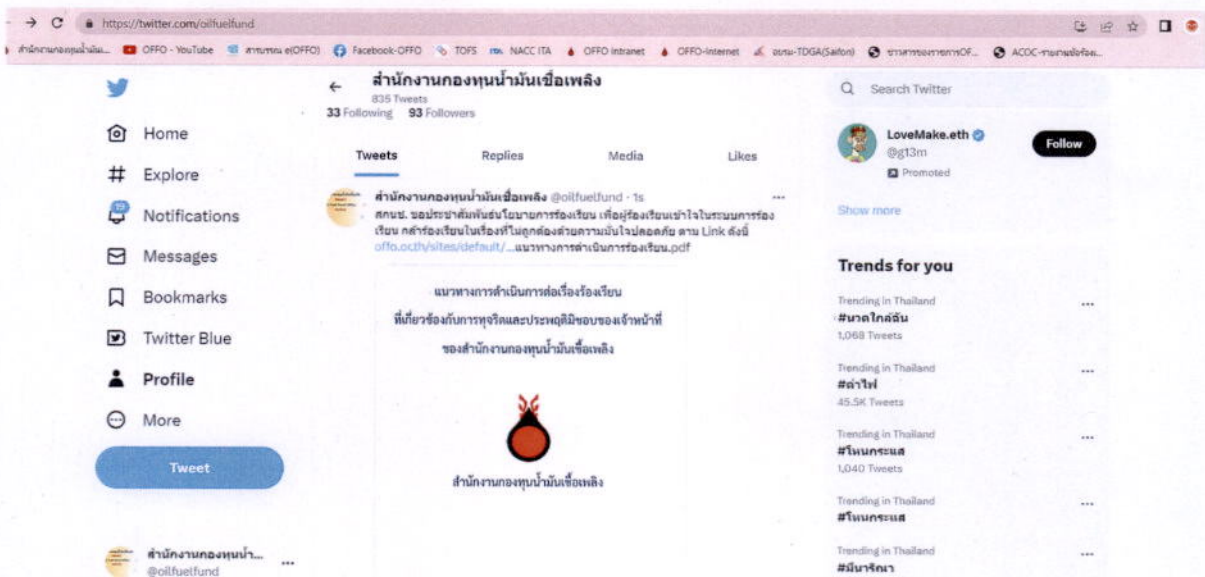 https://twitter.com/oilfuelfund
OFFO - YouTube
Facebook-OFFO
TOFS
NACC ITA
OFFO intranet
OFFO-Internet
อบรม-TDGA(Saifon)
สำนักงานกองทุนน้ำมันเชื้อเพลิง
835 Tweets
33 Following 93 Followers
Tweets Replies Media Likes
Home
Explore
19
Notifications
Messages
Bookmarks
Twitter Blue
Profile
More
Tweet
สำนักงานกองทุนน้ำ...
@oilfuelfund
สำนักงานกองทุนน้ำมันเชื้อเพลิง @oilfuelfund · 1s
สกนช. ขอประชาสัมพันธ์นโยบายการร้องเรียน เพื่อผู้ร้องเรียนเข้าใจในระบบการร้อง
เรียน กล้าร้องเรียนในเรื่องที่ไม่ถูกต้องด้วยความมั่นใจปลอดภัย ตาม Link ดังนี้
offo.or.th/sites/default/...แนวทางการดำเนินการร้องเรียน.pdf
แนวทางการดำเนินการต่อเรื่องร้องเรียน
ที่เกี่ยวข้องกับการทุจริตและประพฤติมิชอบของเจ้าหน้าที่
ของสำนักงานกองทุนน้ำมันเชื้อเพลิง
สำนักงานกองทุนน้ำมันเชื้อเพลิง
Search Twitter
LoveMake.eth
@g13m
Promoted
Follow
Show more
Trends for you
Trending in Thailand
#นาตใกล้ฉัน
1,068 Tweets
Trending in Thailand
#ค่าไฟ
45.5K Tweets
Trending in Thailand
#โหนกระแส
1,040 Tweets
Trending in Thailand
#โหนกระแส
Trending in Thailand
#มีนาริณา